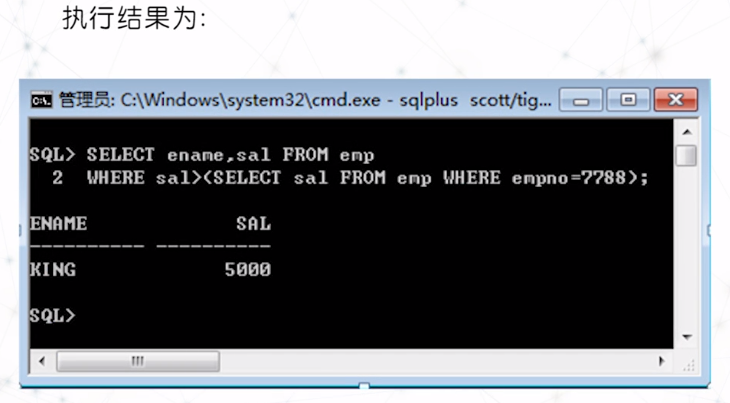 执行结果为:
管理员: C:\Windows\system32\cmd.exe - sqlplus scott/tig...
SQL> SELECT ename,sal FROM emp
2 WHERE sal>(SELECT sal FROM emp WHERE empno=7788);
ENAME SAL
---------- ----------
KING 5000
SQL>